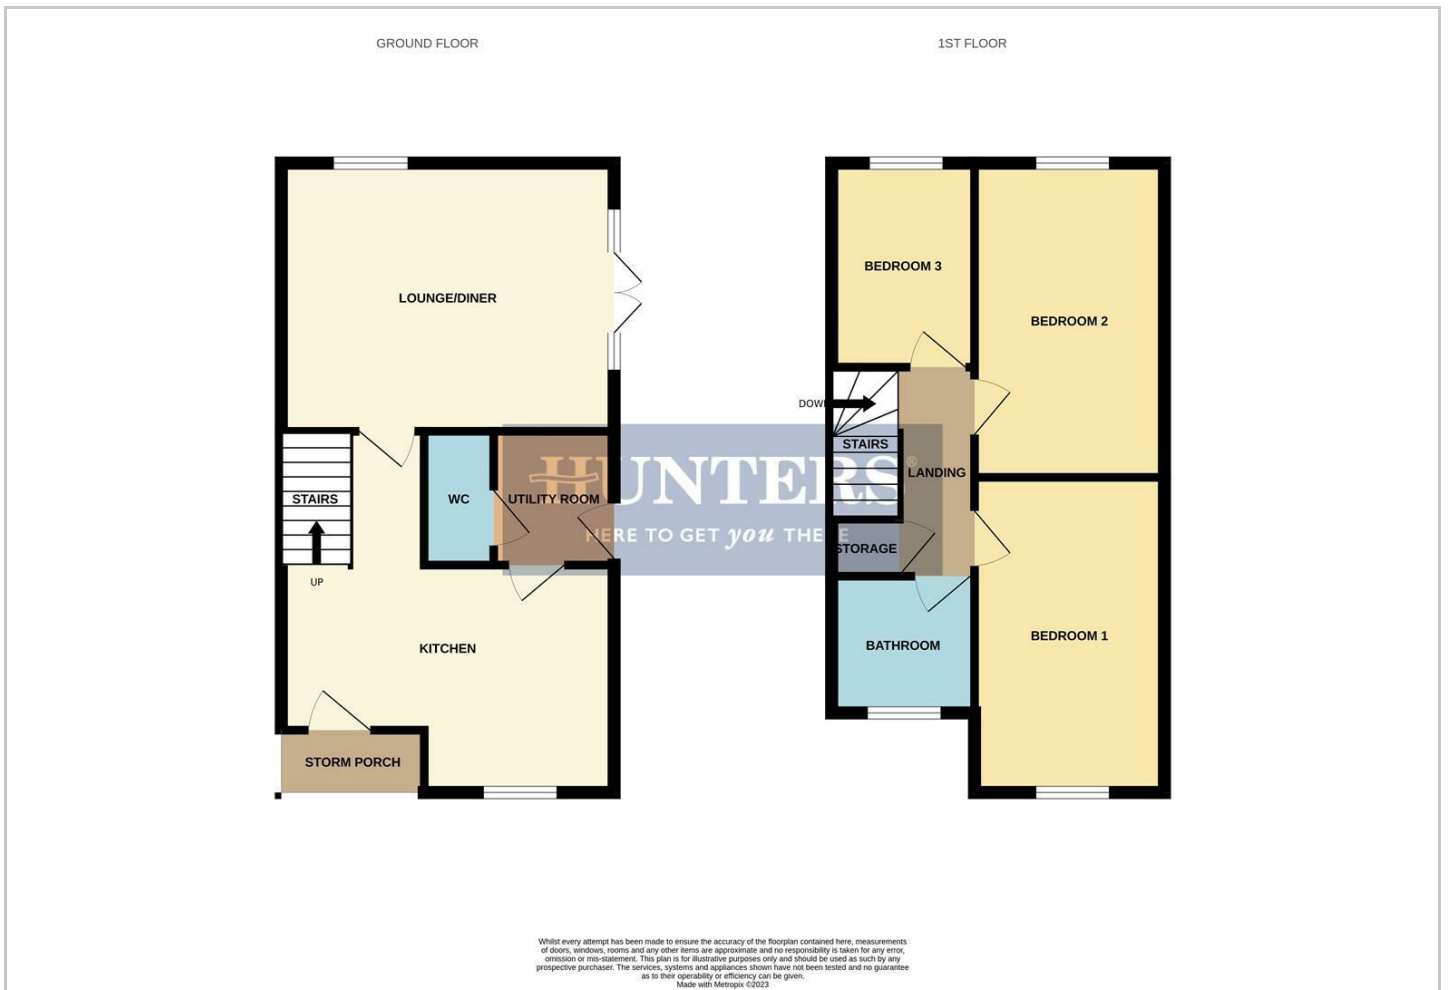 GROUND FLOOR
1ST FLOOR
LOUNGE/DINER
STAIRS
UP
WC
UTILITY ROOM
KITCHEN
STORM PORCH
BEDROOM 3
BEDROOM 2
DOWN
STAIRS
LANDING
STORAGE
BATHROOM
BEDROOM 1
HUNTERS®
HERE TO GET you THERE
Whilst every attempt has been made to ensure the accuracy of the floorplan contained here, measurements
of doors, windows, rooms and any other items are approximate and no responsibility is taken for any error,
omission or mis-statement. This plan is for illustrative purposes only and should be used as such by any
prospective purchaser. The services, systems and appliances shown have not been tested and no guarantee
as to their operability or efficiency can be given.
Made with Metropix ©2023